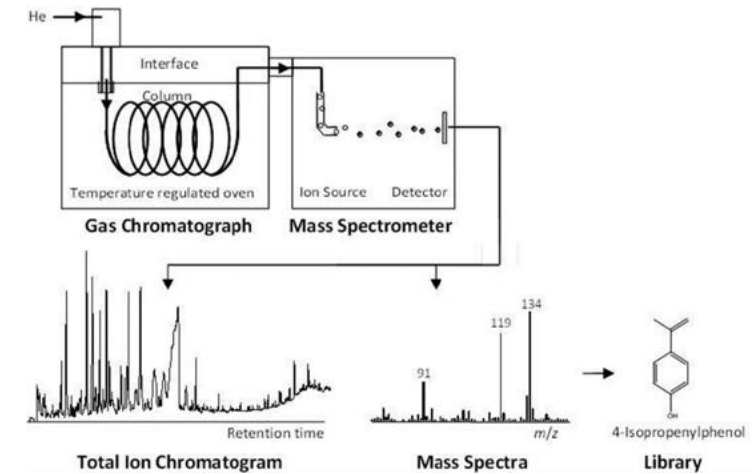 He
Interface
Column
Temperature regulated oven
Gas Chromatograph
Ion Source
Detector
Mass Spectrometer
Retention time
Total Ion Chromatogram
91
119
134
m/z
Mass Spectra
OH
4-Isopropenylphenol
Library